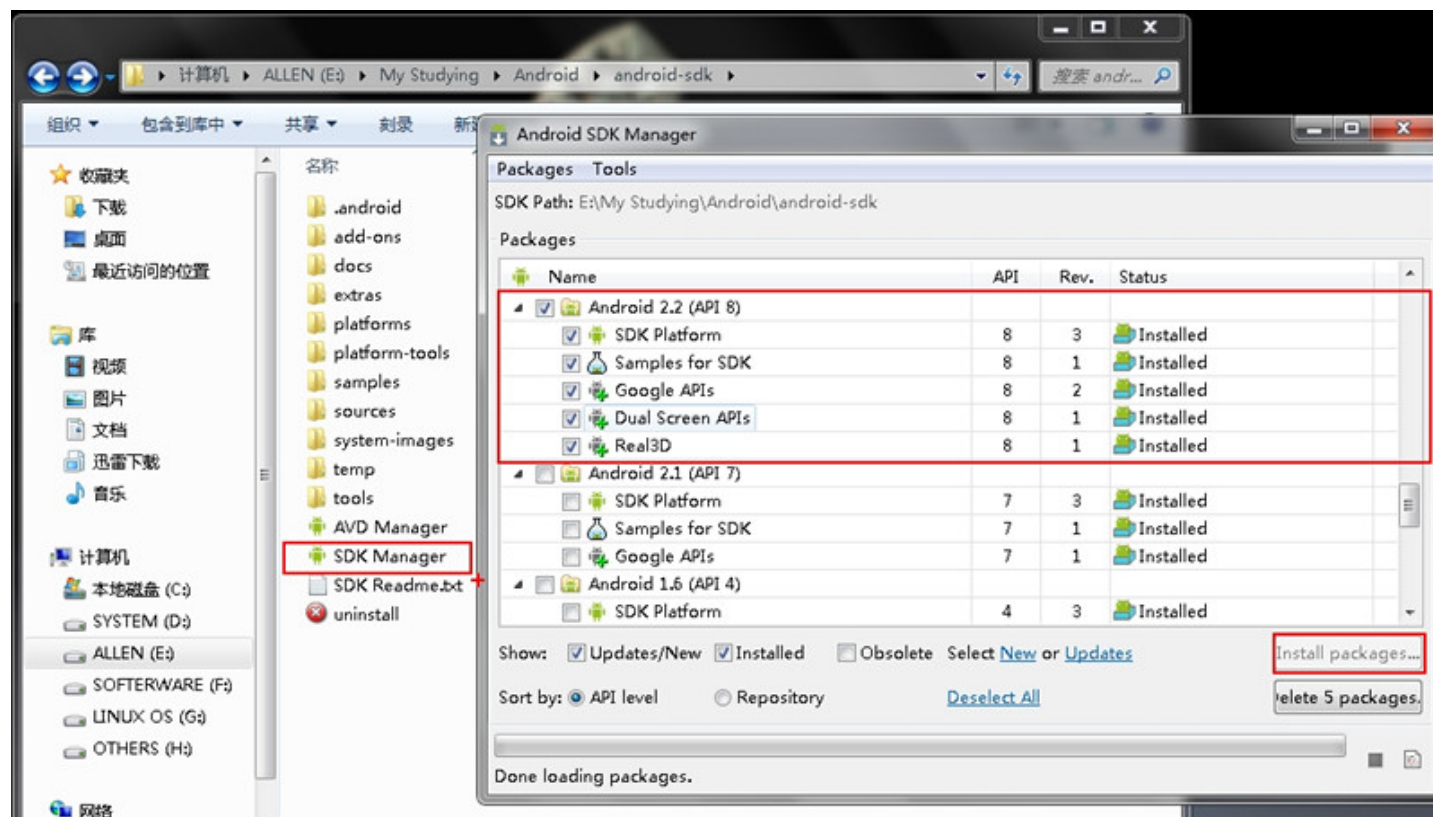 计算机 ALLEN (E:) My Studying Android android-sdk
搜索 andr...
组织 包含到库中 共享 刻录
Android SDK Manager
Packages Tools
SDK Path: E:\My Studying\Android\android-sdk
Packages
Name API Rev. Status
Android 2.2 (API 8)
SDK Platform 8 3 Installed
Samples for SDK 8 1 Installed
Google APIs 8 2 Installed
Dual Screen APIs 8 1 Installed
Real3D 8 1 Installed
Android 2.1 (API 7)
SDK Platform 7 3 Installed
Samples for SDK 7 1 Installed
Google APIs 7 1 Installed
Android 1.6 (API 4)
SDK Platform 4 3 Installed
Show: Updates/New Installed Obsolete Select New or Updates
Install packages...
Sort by: API level Repository Deselect All
elete 5 packages.
Done loading packages.
收藏夹
下载
桌面
最近访问的位置
库
视频
图片
文档
迅雷下载
音乐
计算机
本地磁盘 (C:)
SYSTEM (D:)
ALLEN (E:)
SOFTERWARE (F:)
LINUX OS (G:)
OTHERS (H:)
网络
名称
.android
add-ons
docs
extras
platforms
platform-tools
samples
sources
system-images
temp
tools
AVD Manager
SDK Manager
SDK Readme.txt
uninstall